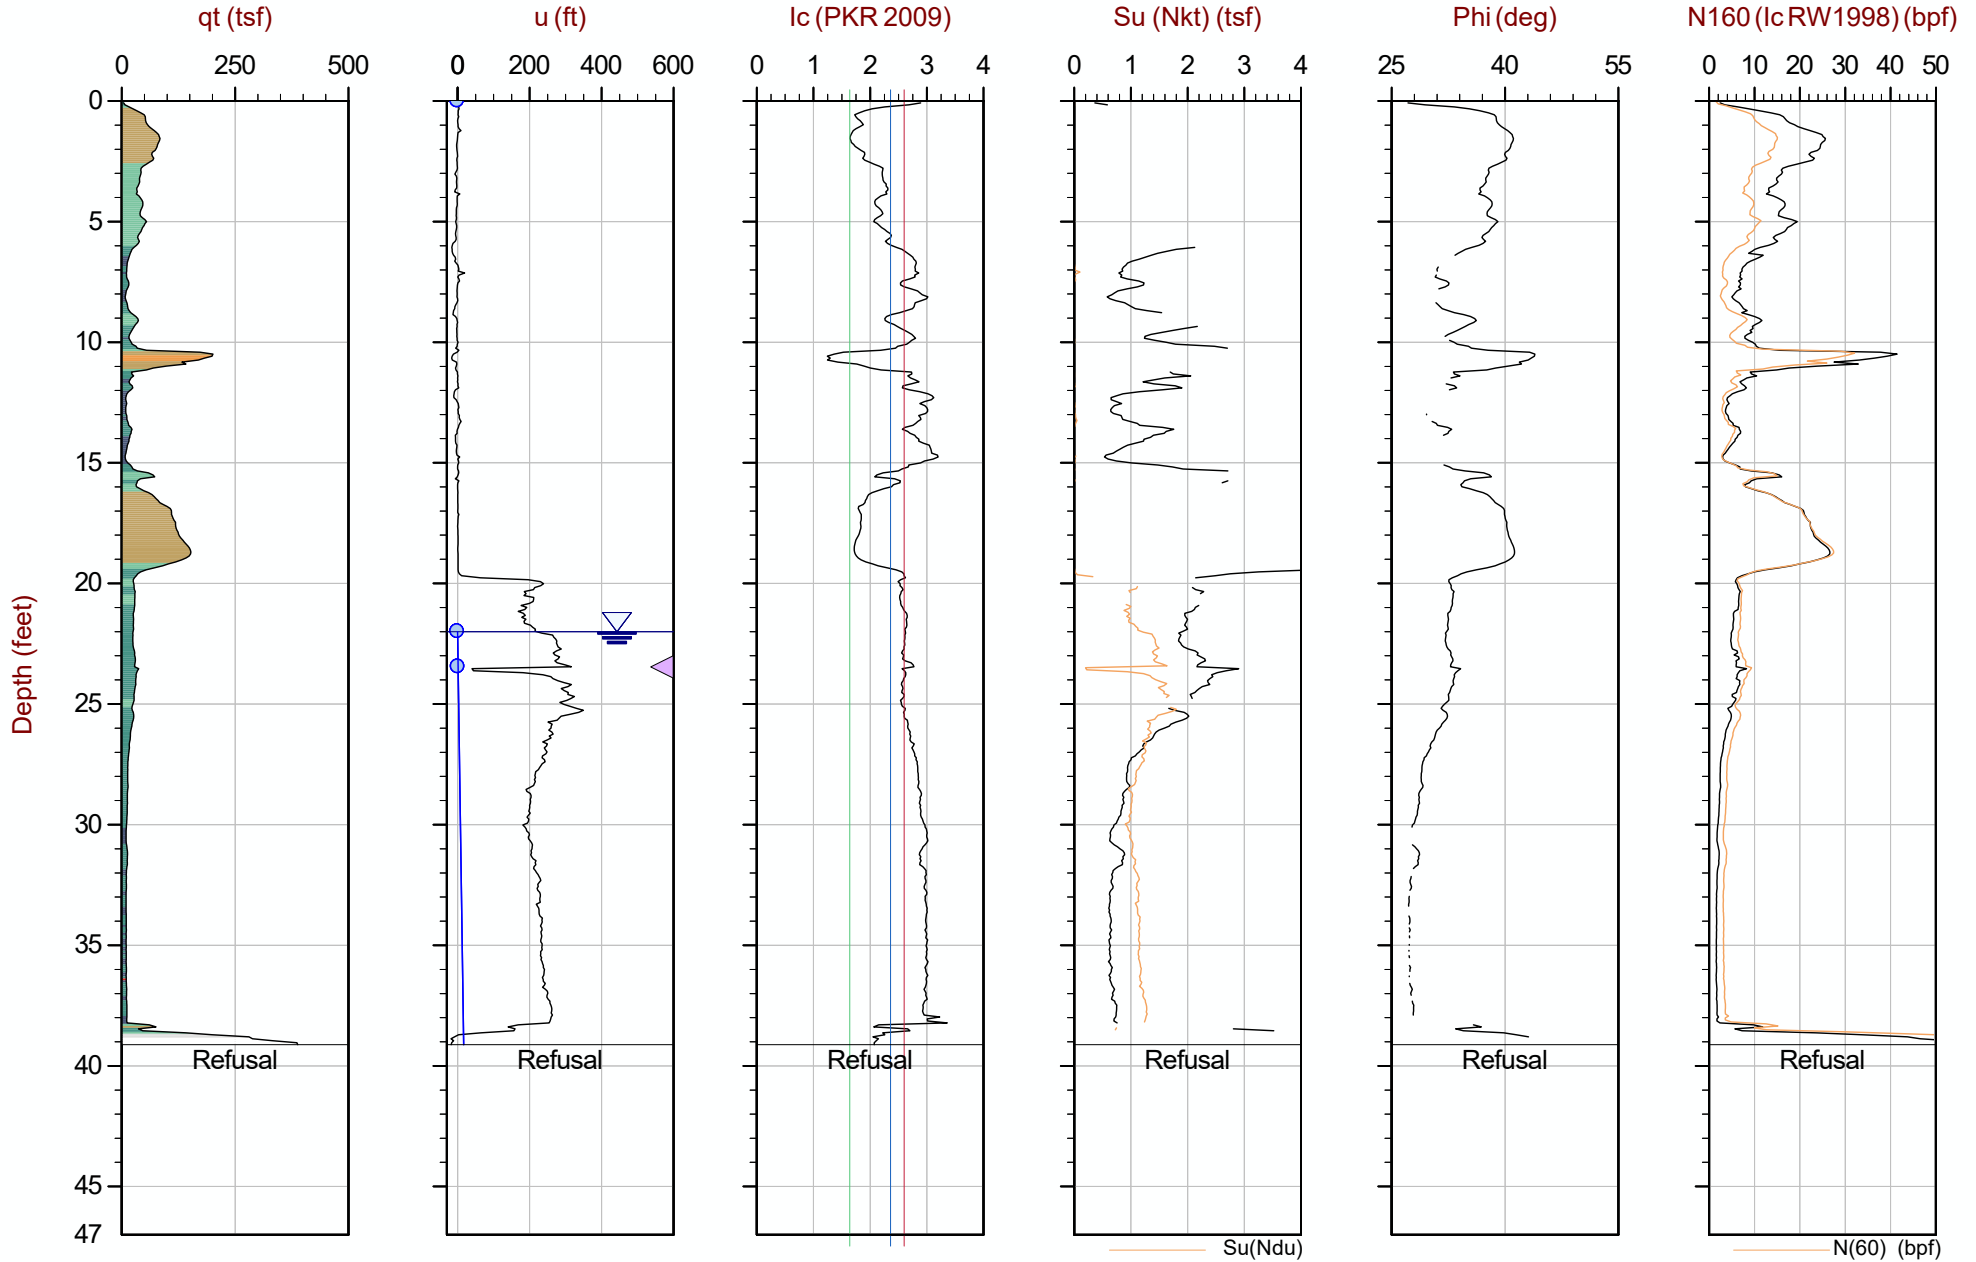 qt (tsf) u (ft) Ic (PKR 2009) Su (Nkt) (tsf) Phi (deg) N160 (Ic RW1998) (bpf)
0 250 500 0 200 400 600 0 1 2 3 4 0 1 2 3 4 25 40 55 0 10 20 30 40 50
0
5
10
15
20
25
30
35
40
45
47
Depth (feet)
Refusal Refusal Refusal Refusal Refusal Refusal
Su(Ndu) N(60) (bpf)